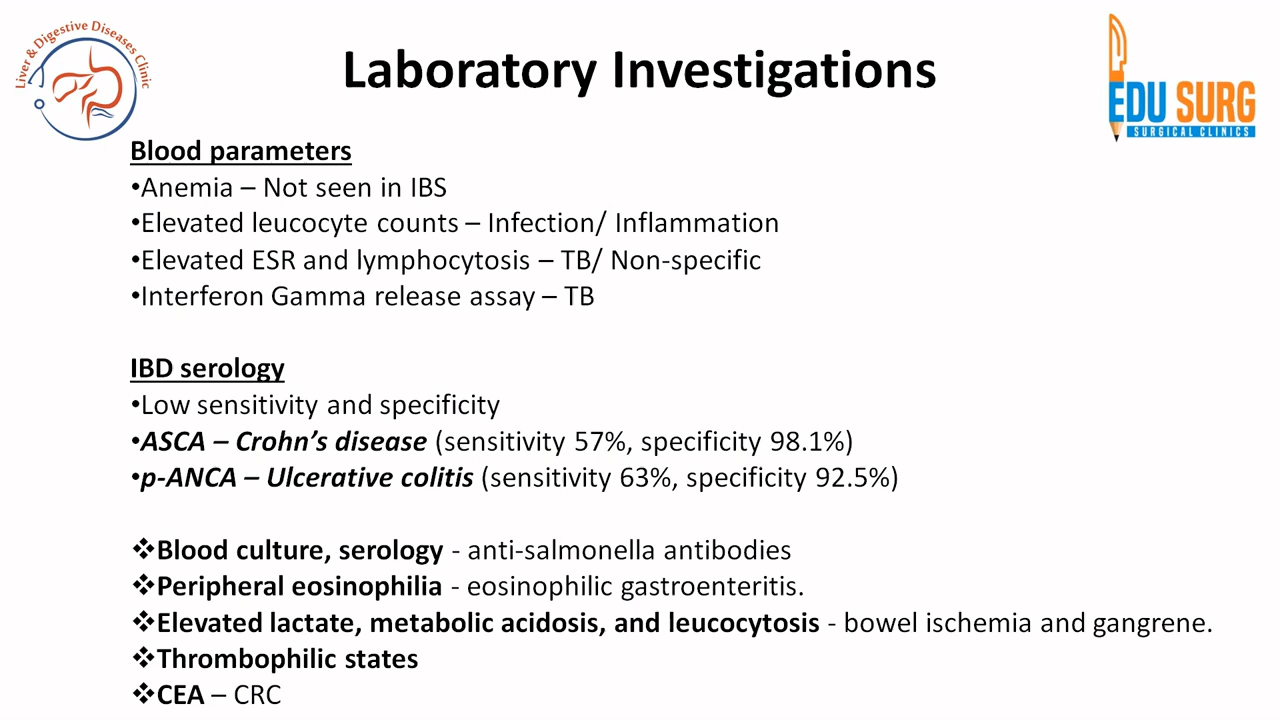 Liver & Digestive Diseases Clinic
Laboratory Investigations
EDU SURG
SURGICAL CLINICS
Blood parameters
•Anemia – Not seen in IBS
•Elevated leucocyte counts – Infection/ Inflammation
•Elevated ESR and lymphocytosis – TB/ Non-specific
•Interferon Gamma release assay – TB
IBD serology
•Low sensitivity and specificity
•ASCA – Crohn’s disease (sensitivity 57%, specificity 98.1%)
•p-ANCA – Ulcerative colitis (sensitivity 63%, specificity 92.5%)
❖Blood culture, serology - anti-salmonella antibodies
❖Peripheral eosinophilia - eosinophilic gastroenteritis.
❖Elevated lactate, metabolic acidosis, and leucocytosis - bowel ischemia and gangrene.
❖Thrombophilic states
❖CEA – CRC